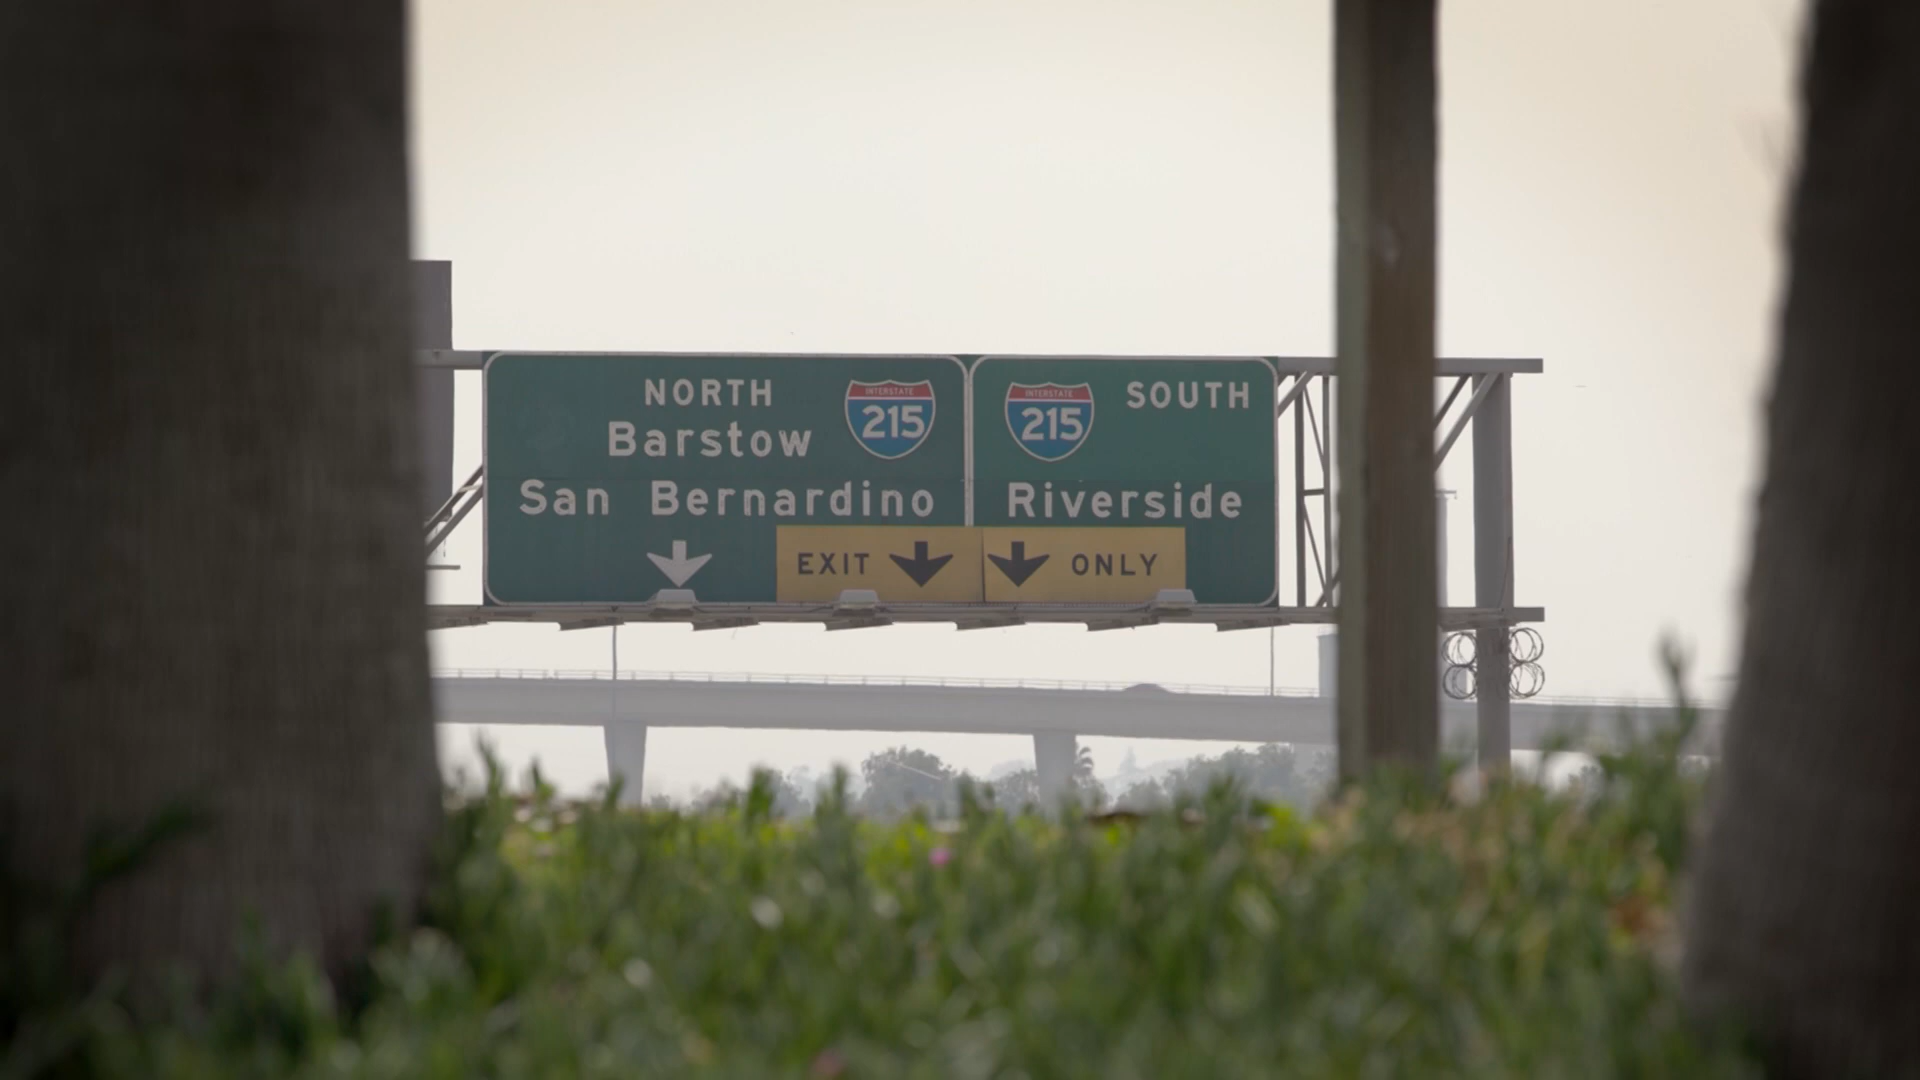 NORTH
INTERSTATE
215
Barstow
San Bernardino
EXIT
INTERSTATE
215
SOUTH
Riverside
ONLY